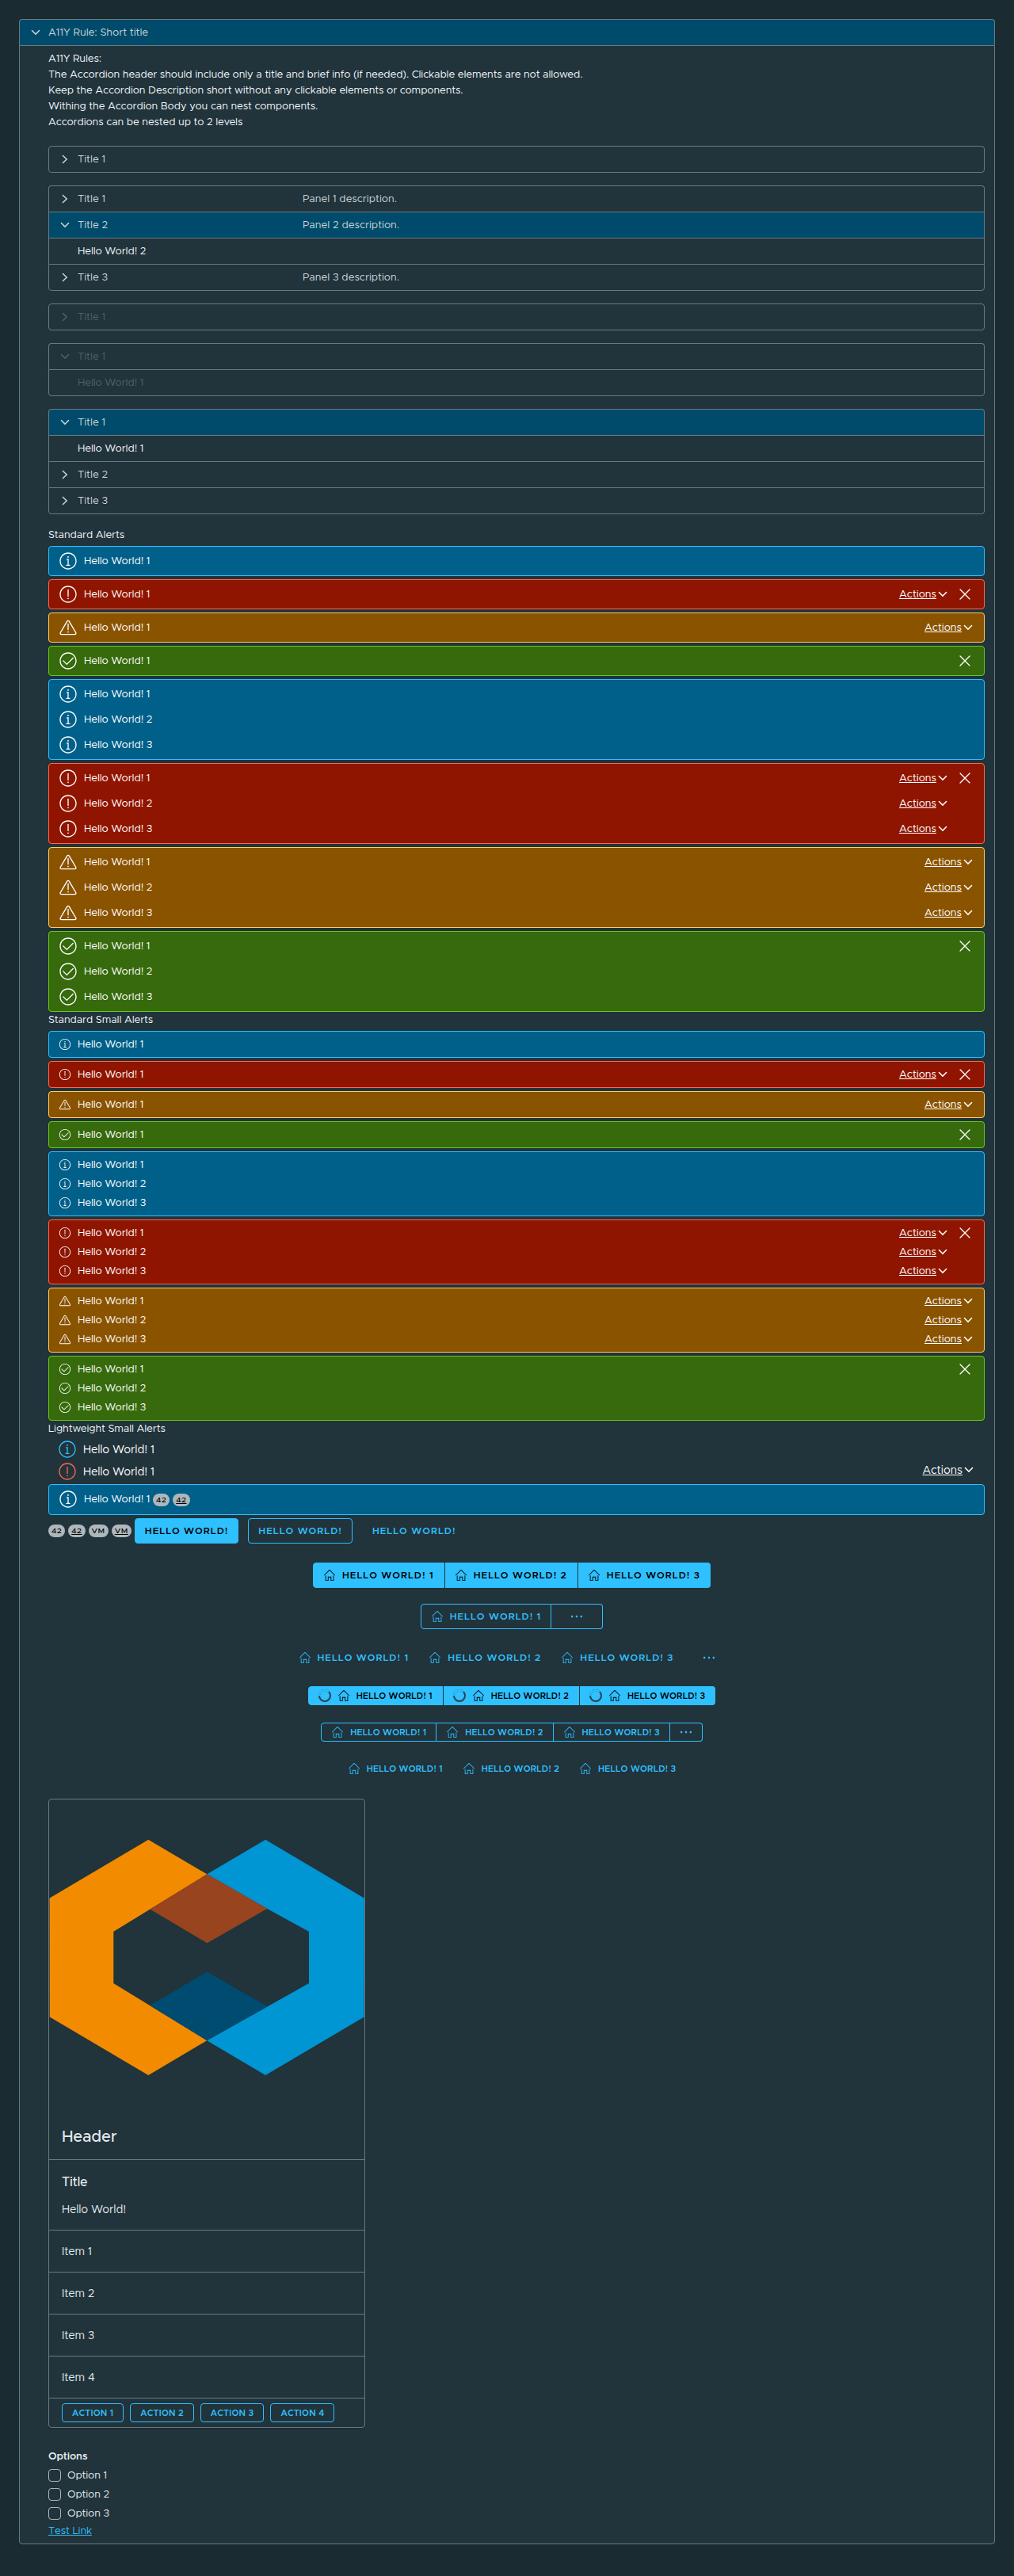 A11Y Rule: Short title
A11Y Rules:
The Accordion header should include only a title and brief info (if needed). Clickable elements are not allowed.
Keep the Accordion Description short without any clickable elements or components.
Withing the Accordion Body you can nest components.
Accordions can be nested up to 2 levels
Title 1
Title 1 Panel 1 description.
Title 2 Panel 2 description.
Hello World! 2
Title 3 Panel 3 description.
Title 1
Title 1
Hello World! 1
Title 1
Hello World! 1
Title 2
Title 3
Standard Alerts
Hello World! 1
Hello World! 1 Actions
Hello World! 1 Actions
Hello World! 1
Hello World! 1
Hello World! 2
Hello World! 3
Hello World! 1 Actions
Hello World! 2 Actions
Hello World! 3 Actions
Hello World! 1 Actions
Hello World! 2 Actions
Hello World! 3 Actions
Hello World! 1
Hello World! 2
Hello World! 3
Standard Small Alerts
Hello World! 1
Hello World! 1 Actions
Hello World! 1 Actions
Hello World! 1
Hello World! 1
Hello World! 2
Hello World! 3
Hello World! 1 Actions
Hello World! 2 Actions
Hello World! 3 Actions
Hello World! 1 Actions
Hello World! 2 Actions
Hello World! 3 Actions
Hello World! 1
Hello World! 2
Hello World! 3
Lightweight Small Alerts
Hello World! 1
Hello World! 1 Actions
Hello World! 1 42 42
42 42 VM VM HELLO WORLD! HELLO WORLD! HELLO WORLD!
HELLO WORLD! 1 HELLO WORLD! 2 HELLO WORLD! 3
HELLO WORLD! 1 ...
HELLO WORLD! 1 HELLO WORLD! 2 HELLO WORLD! 3 ...
HELLO WORLD! 1 HELLO WORLD! 2 HELLO WORLD! 3
HELLO WORLD! 1 HELLO WORLD! 2 HELLO WORLD! 3 ...
HELLO WORLD! 1 HELLO WORLD! 2 HELLO WORLD! 3
Header
Title
Hello World!
Item 1
Item 2
Item 3
Item 4
ACTION 1 ACTION 2 ACTION 3 ACTION 4
Options
Option 1
Option 2
Option 3
Test Link